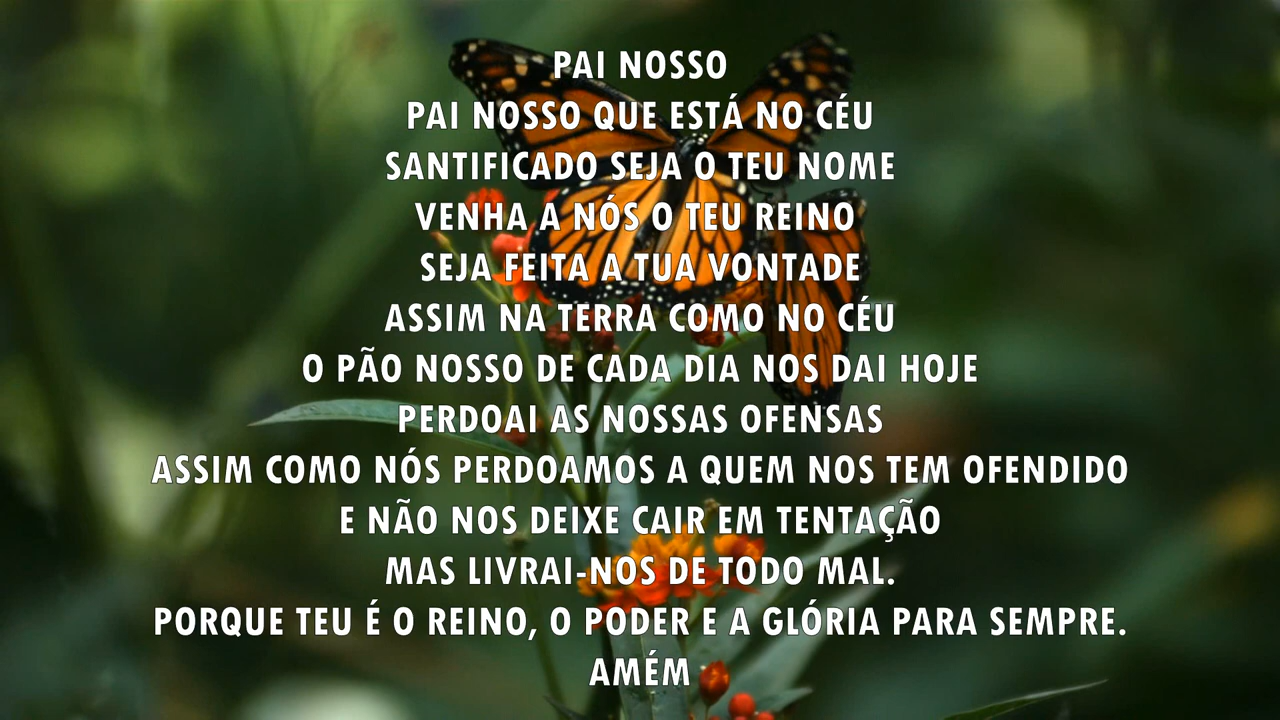 PAI NOSSO
PAI NOSSO QUE ESTÁ NO CÉU
SANTIFICADO SEJA O TEU NOME
VENHA A NÓS O TEU REINO
SEJA FEITA A TUA VONTADE
ASSIM NA TERRA COMO NO CÉU
O PÃO NOSSO DE CADA DIA NOS DAI HOJE
PERDOAI AS NOSSAS OFENSAS
ASSIM COMO NÓS PERDOAMOS A QUEM NOS TEM OFENDIDO
E NÃO NOS DEIXE CAIR EM TENTAÇÃO
MAS LIVRAI-NOS DE TODO MAL.
PORQUE TEU É O REINO, O PODER E A GLÓRIA PARA SEMPRE.
AMÉM